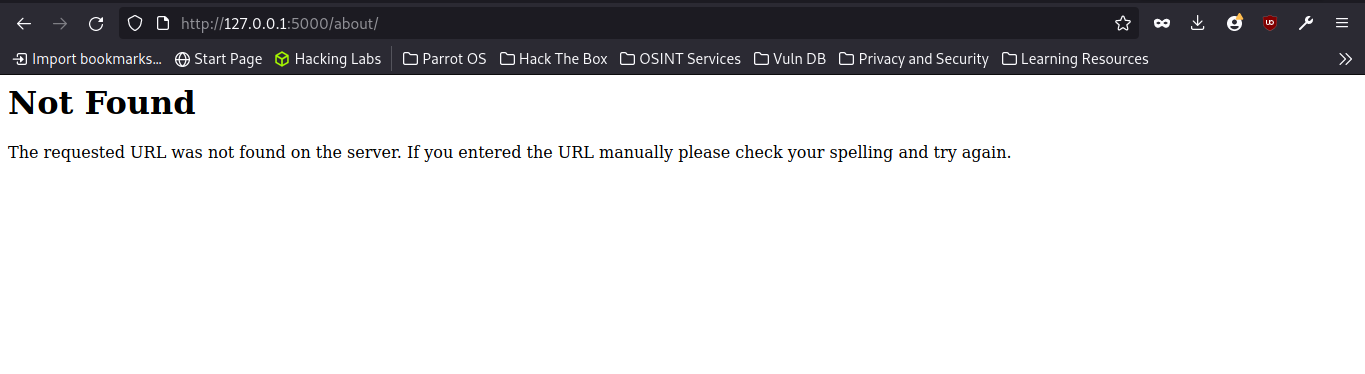 http://127.0.0.1:5000/about/
Import bookmarks... Start Page Hacking Labs Parrot OS Hack The Box OSINT Services Vuln DB Privacy and Security Learning Resources
Not Found
The requested URL was not found on the server. If you entered the URL manually please check your spelling and try again.